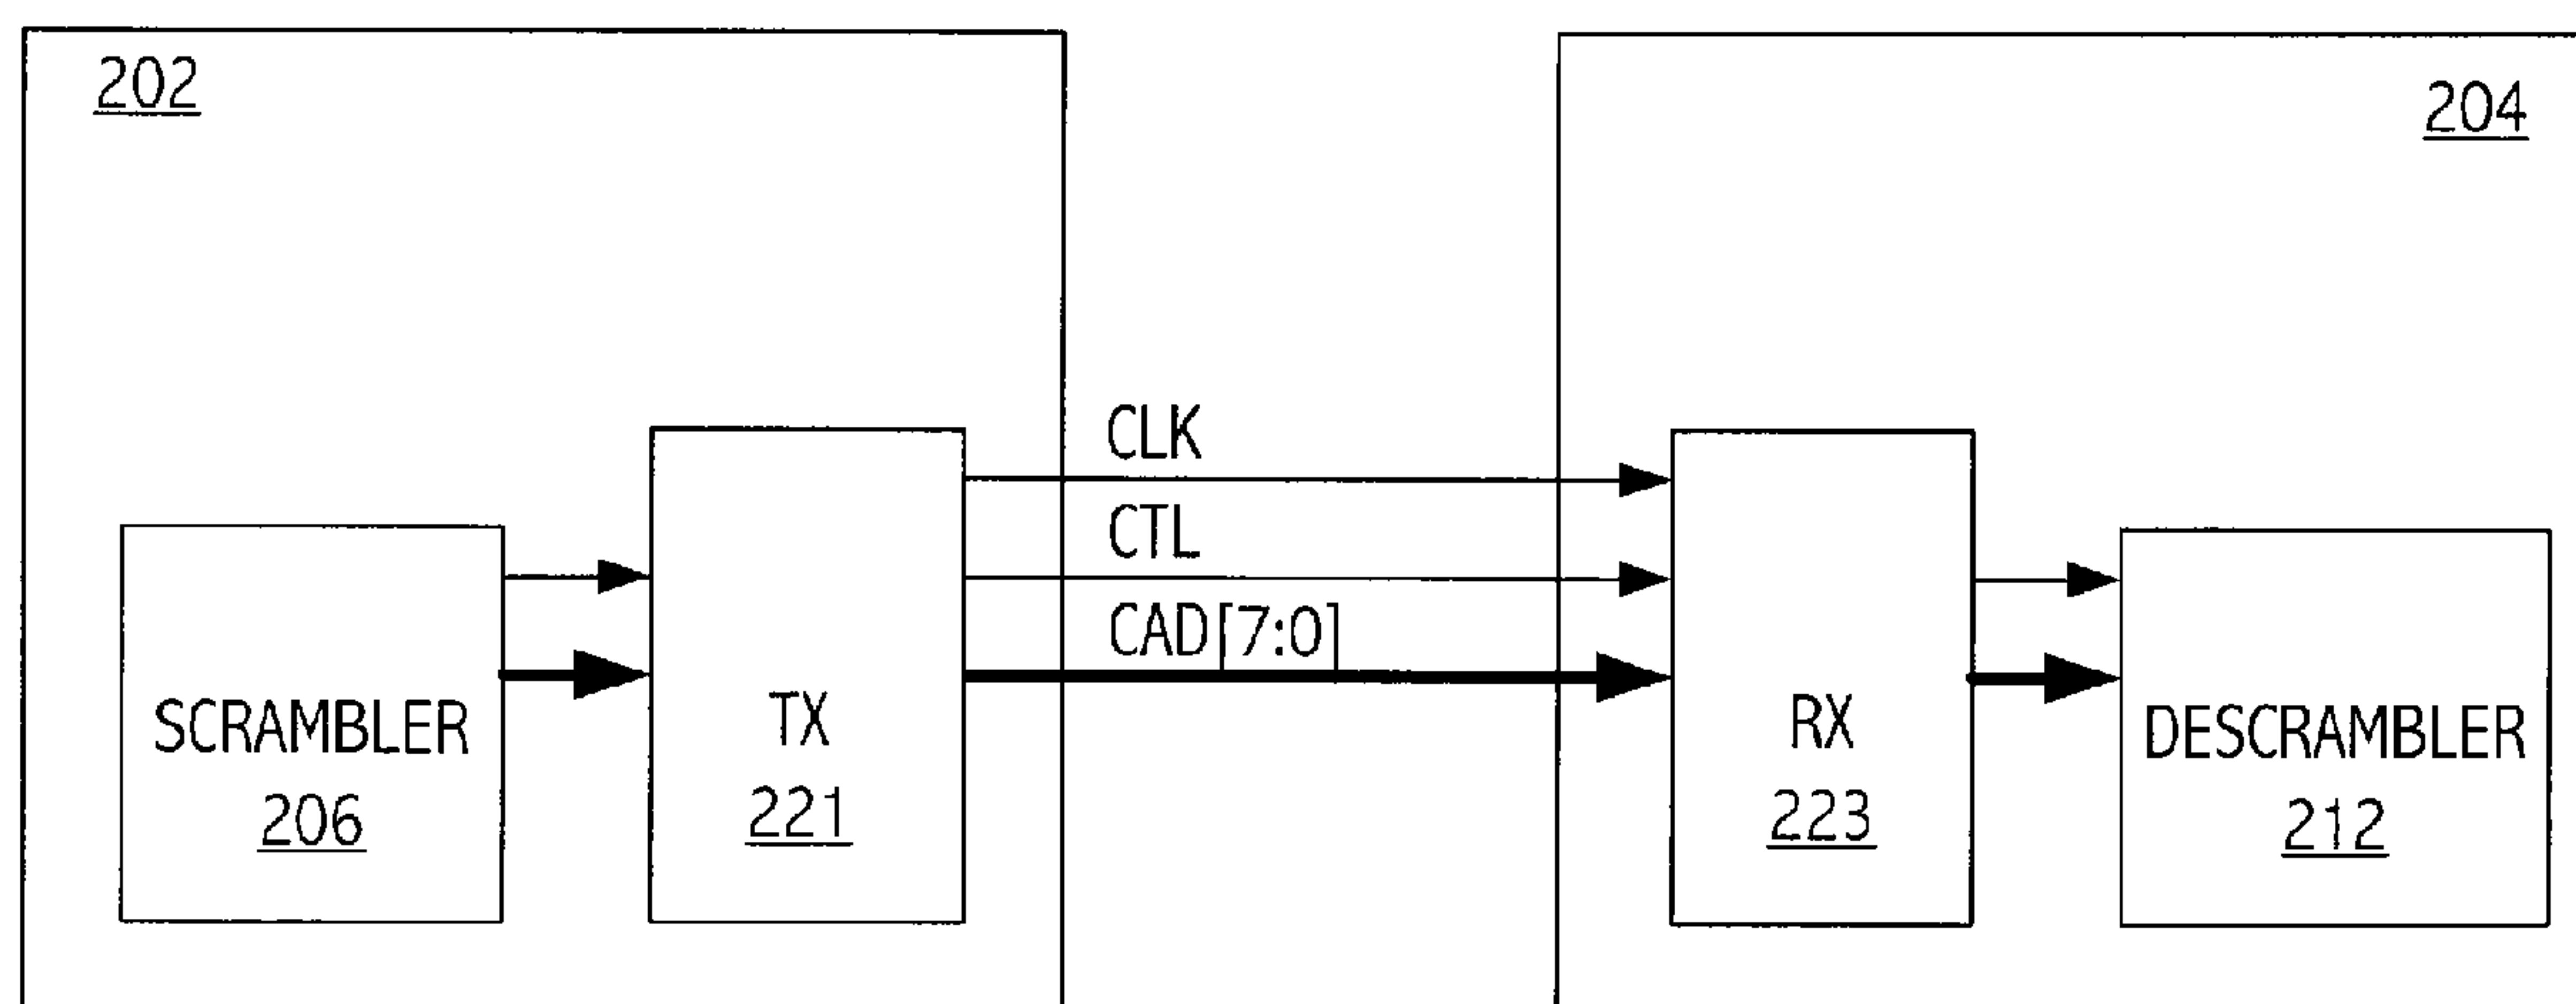 202
204
CLK
CTL
CAD[7:0]
SCRAMBLER
206
TX
221
RX
223
DESCRAMBLER
212